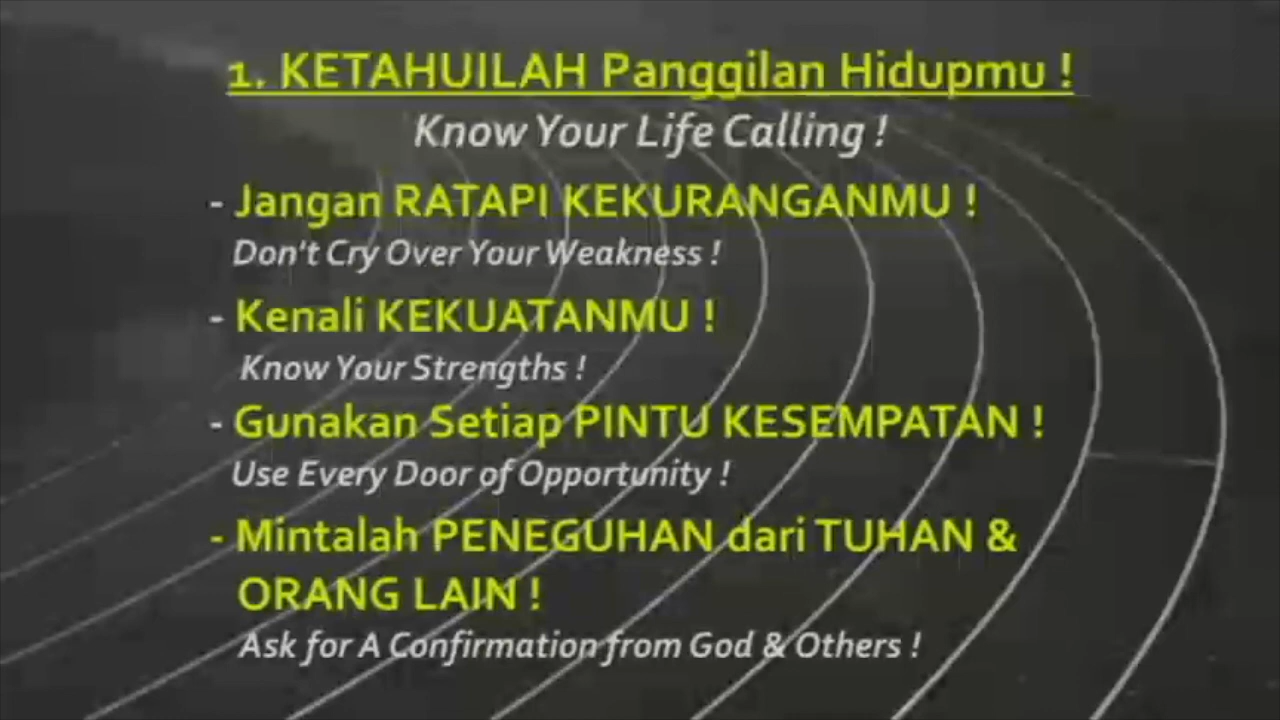 1. KETAHUILAH Panggilan Hidupmu !
Know Your Life Calling !
- Jangan RATAPI KEKURANGANMU !
Don't Cry Over Your Weakness !
- Kenali KEKUATANMU !
Know Your Strengths !
- Gunakan Setiap PINTU KESEMPATAN !
Use Every Door of Opportunity !
- Mintalah PENEGUHAN dari TUHAN &
ORANG LAIN !
Ask for A Confirmation from God & Others !